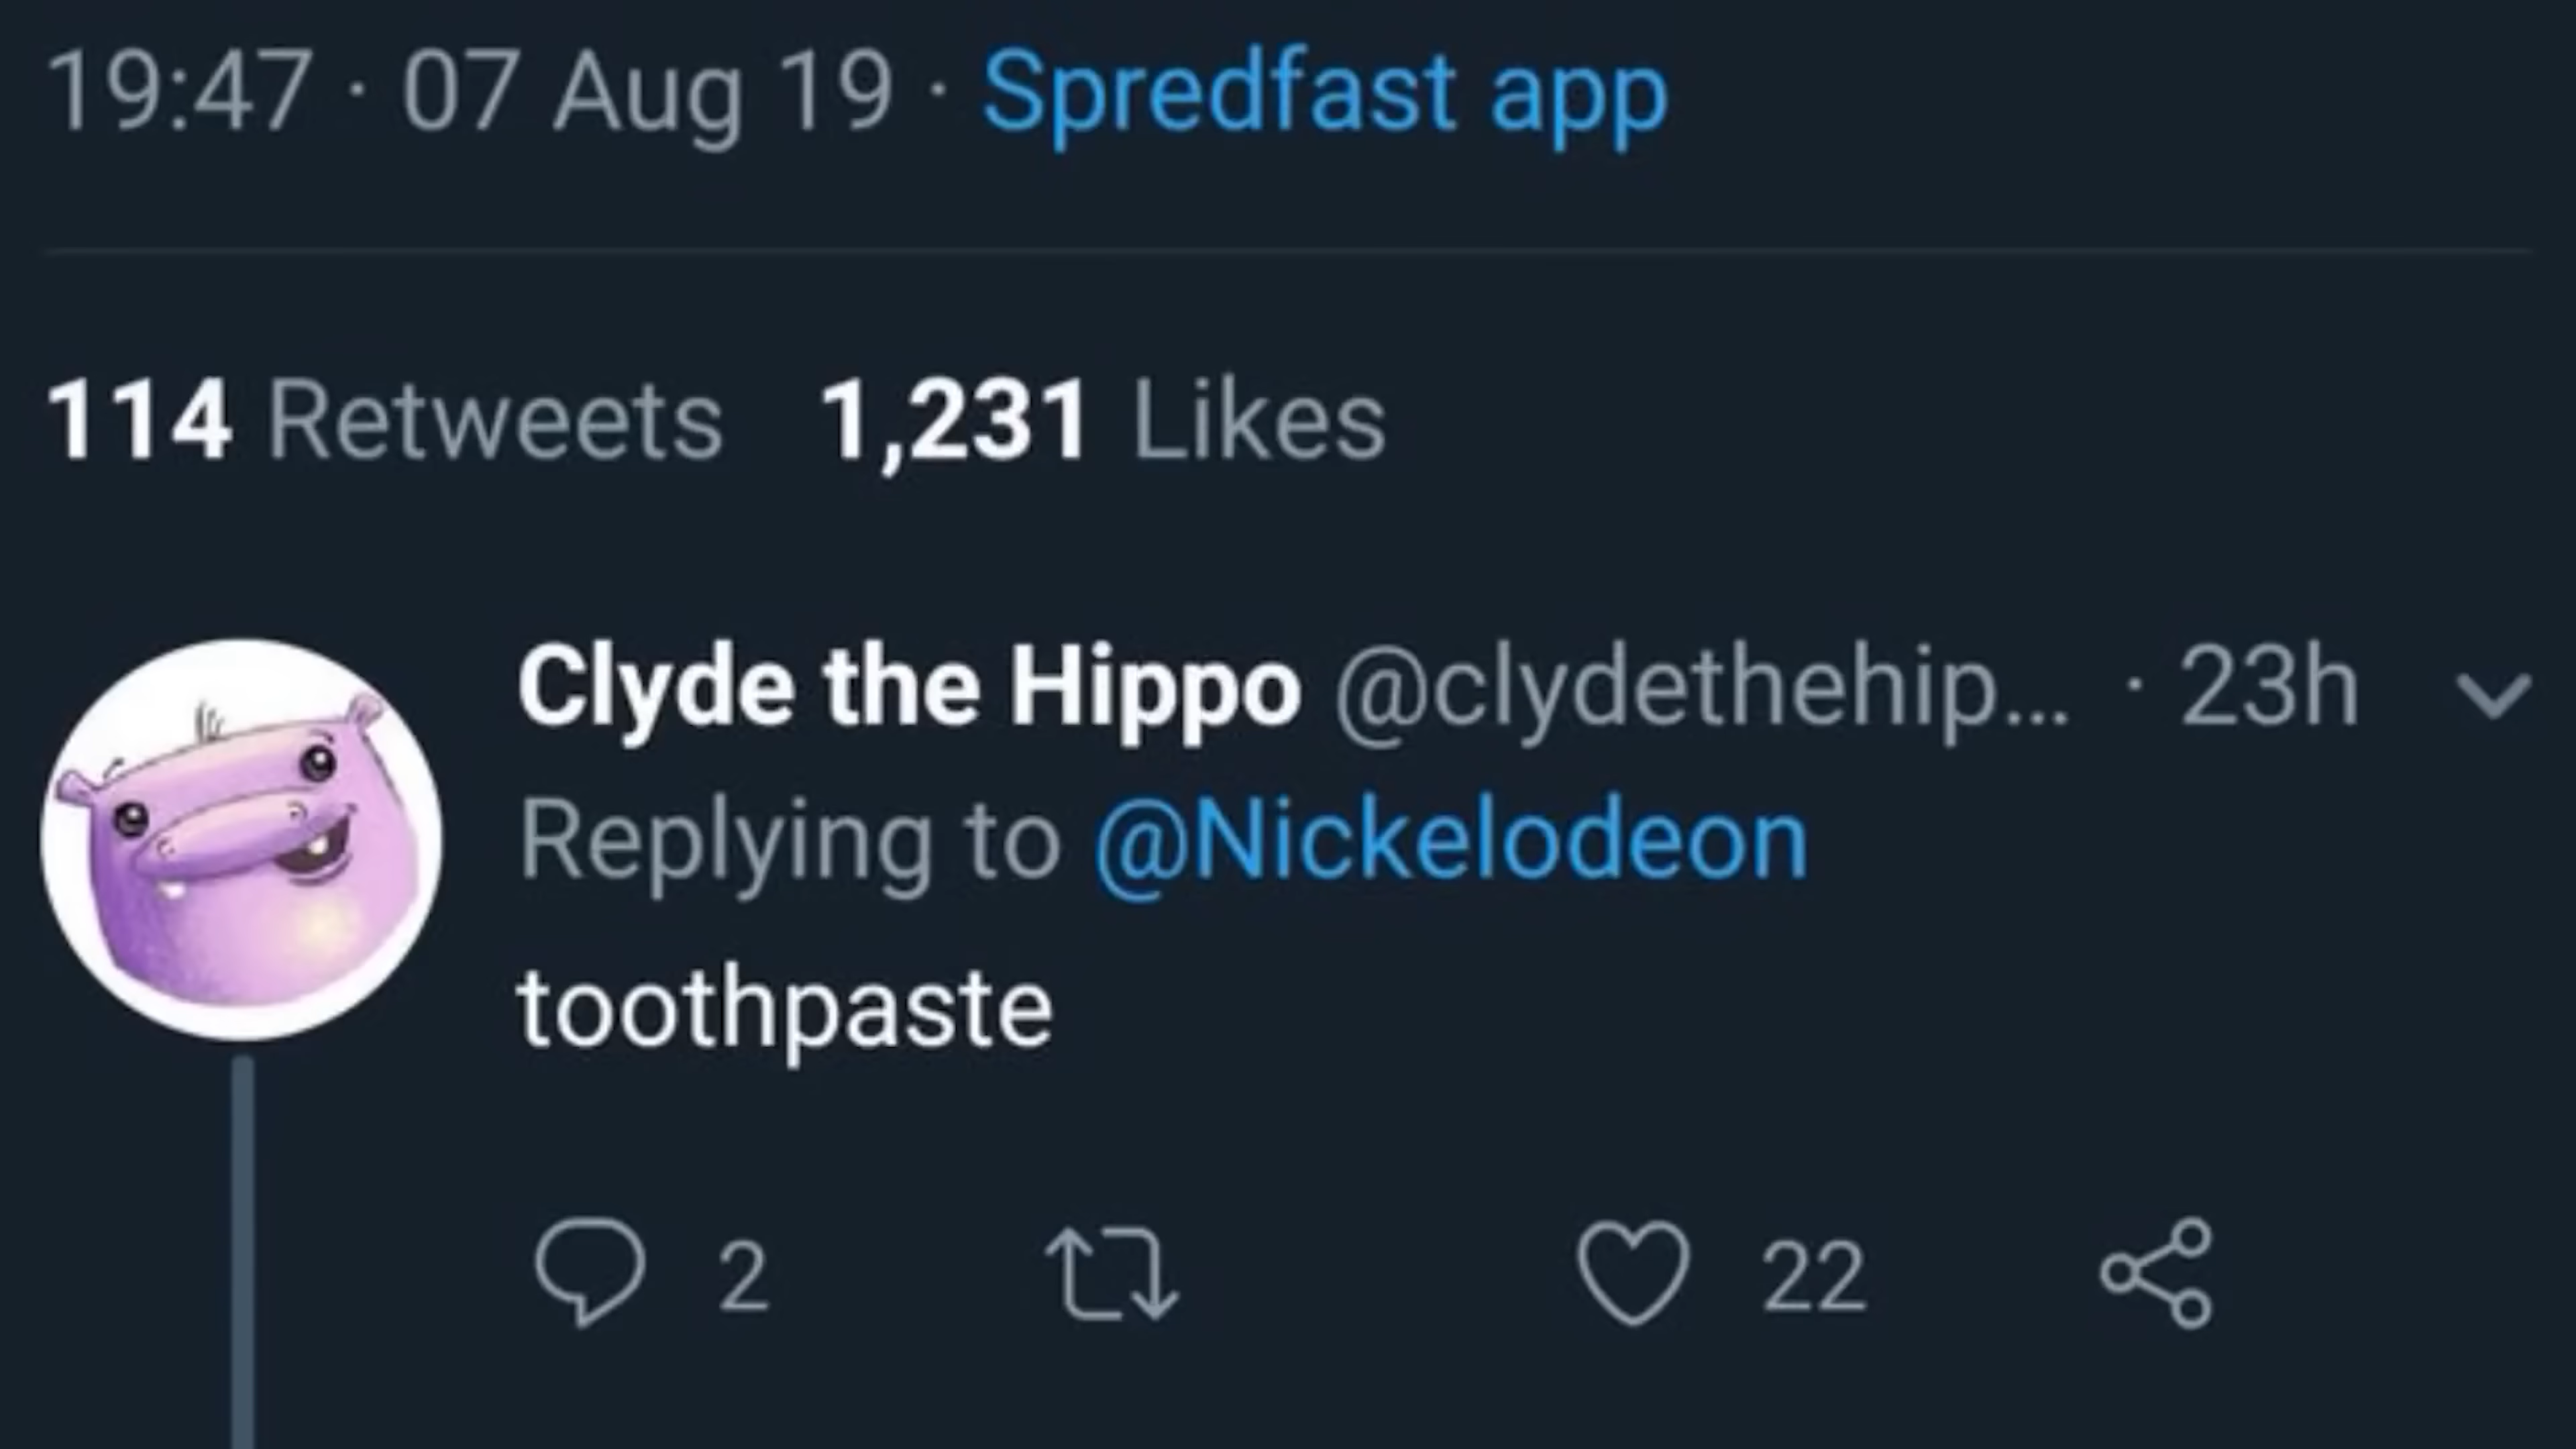 19:47 · 07 Aug 19 · Spredfast app
114 Retweets 1,231 Likes
Clyde the Hippo @clydethehip... · 23h
Replying to @Nickelodeon
toothpaste
2 22